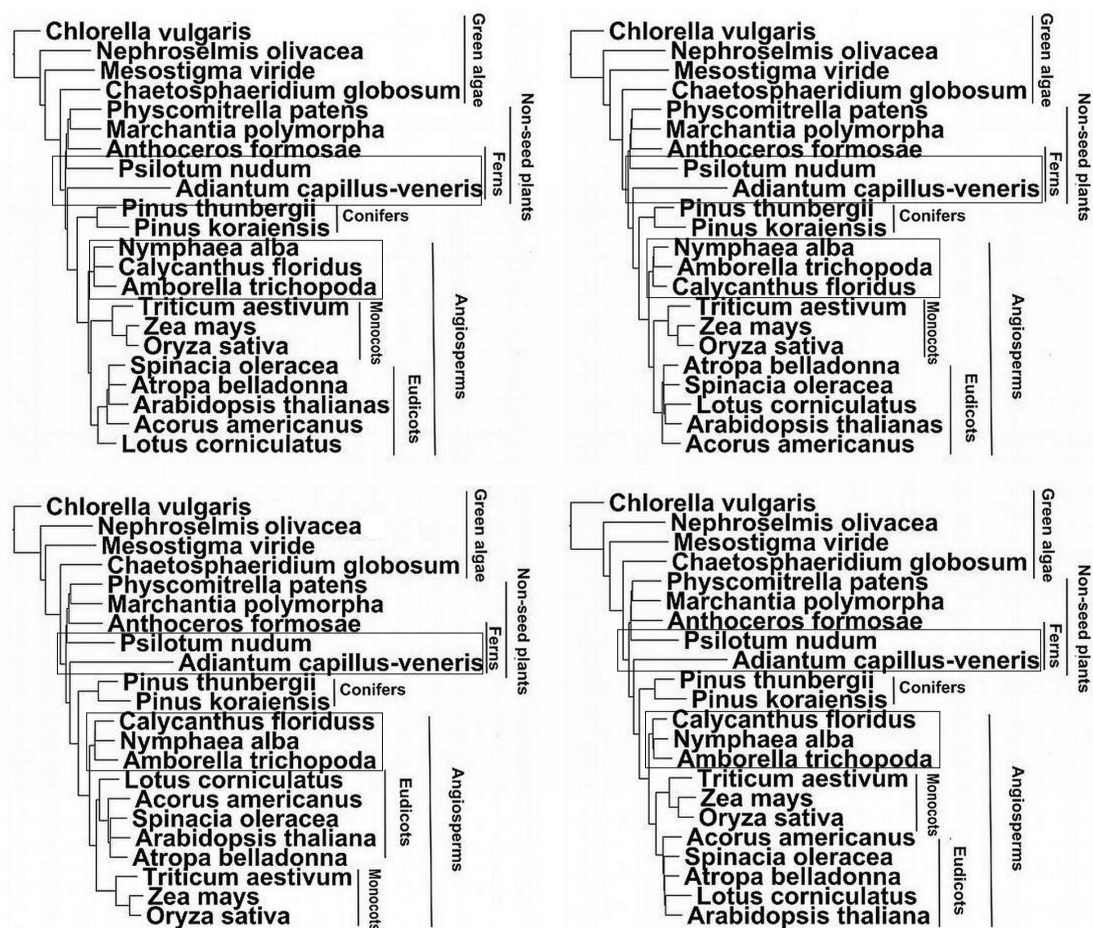 Chlorella vulgaris
Nephroselmis olivacea
Mesostigma viride
Chaetosphaeridium globosum
Physcomitrella patens
Marchantia polymorpha
Anthoceros formosae
Psilotum nudum
Adiantum capillus-veneris
Pinus thunbergii
Pinus koraiensis
Nymphaea alba
Calycanthus floridus
Amborella trichopoda
Triticum aestivum
Zea mays
Oryza sativa
Spinacia oleracea
Atropa belladonna
Arabidopsis thalianas
Acorus americanus
Lotus corniculatus
Green algae
Non-seed plants
Ferns
Conifers
Angiosperms
Monocots
Eudicots
Chlorella vulgaris
Nephroselmis olivacea
Mesostigma viride
Chaetosphaeridium globosum
Physcomitrella patens
Marchantia polymorpha
Anthoceros formosae
Psilotum nudum
Adiantum capillus-veneris
Pinus thunbergii
Pinus koraiensis
Nymphaea alba
Amborella trichopoda
Calycanthus floridus
Triticum aestivum
Zea mays
Oryza sativa
Atropa belladonna
Spinacia oleracea
Lotus corniculatus
Arabidopsis thalianas
Acorus americanus
Green algae
Non-seed plants
Ferns
Conifers
Angiosperms
Monocots
Eudicots
Chlorella vulgaris
Nephroselmis olivacea
Mesostigma viride
Chaetosphaeridium globosum
Physcomitrella patens
Marchantia polymorpha
Anthoceros formosae
Psilotum nudum
Adiantum capillus-veneris
Pinus thunbergii
Pinus koraiensis
Calycanthus floriduss
Nymphaea alba
Amborella trichopoda
Lotus corniculatus
Acorus americanus
Spinacia oleracea
Arabidopsis thaliana
Atropa belladonna
Triticum aestivum
Zea mays
Oryza sativa
Green algae
Non-seed plants
Ferns
Conifers
Angiosperms
Eudicots
Monocots
Chlorella vulgaris
Nephroselmis olivacea
Mesostigma viride
Chaetosphaeridium globosum
Physcomitrella patens
Marchantia polymorpha
Anthoceros formosae
Psilotum nudum
Adiantum capillus-veneris
Pinus thunbergii
Pinus koraiensis
Calycanthus floridus
Nymphaea alba
Amborella trichopoda
Triticum aestivum
Zea mays
Oryza sativa
Acorus americanus
Spinacia oleracea
Atropa belladonna
Lotus corniculatus
Arabidopsis thaliana
Green algae
Non-seed plants
Ferns
Conifers
Angiosperms
Monocots
Eudicots